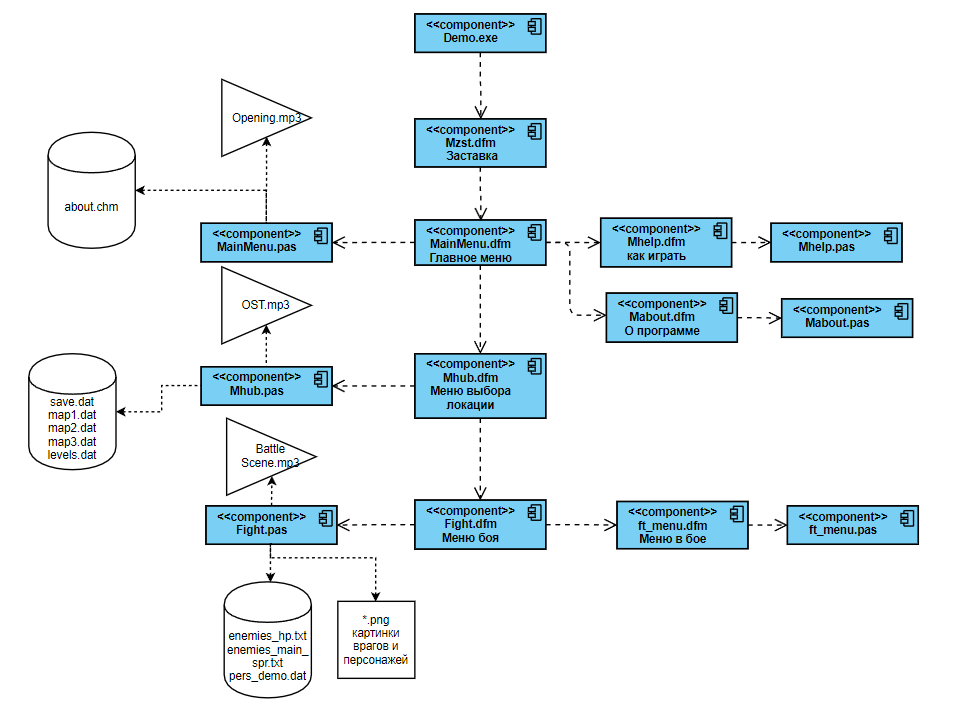 <<component>>
Demo.exe
Opening.mp3
<<component>>
Mzst.dfm
Заставка
about.chm
<<component>>
MainMenu.pas
<<component>>
MainMenu.dfm
Главное меню
<<component>>
Mhelp.dfm
как играть
<<component>>
Mhelp.pas
OST.mp3
<<component>>
Mabout.dfm
О программе
<<component>>
Mabout.pas
save.dat
map1.dat
map2.dat
map3.dat
levels.dat
<<component>>
Mhub.pas
<<component>>
Mhub.dfm
Меню выбора
локации
Battle
Scene.mp3
<<component>>
Fight.pas
<<component>>
Fight.dfm
Меню боя
<<component>>
ft_menu.dfm
Меню в бое
<<component>>
ft_menu.pas
enemies_hp.txt
enemies_main_
spr.txt
pers_demo.dat
*.png
картинки
врагов и
персонажей